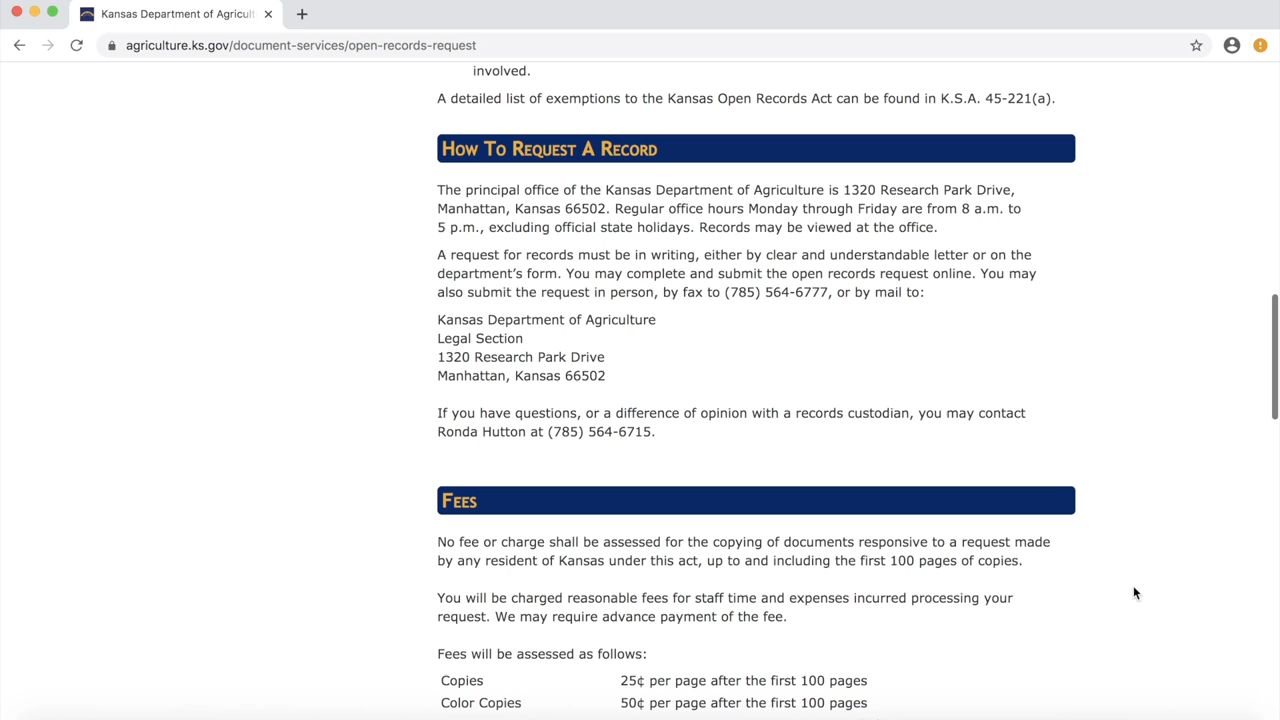 Kansas Department of Agricult
agriculture.ks.gov/document-services/open-records-request
involved.
A detailed list of exemptions to the Kansas Open Records Act can be found in K.S.A. 45-221(a).
How To Request A Record
The principal office of the Kansas Department of Agriculture is 1320 Research Park Drive,
Manhattan, Kansas 66502. Regular office hours Monday through Friday are from 8 a.m. to
5 p.m., excluding official state holidays. Records may be viewed at the office.
A request for records must be in writing, either by clear and understandable letter or on the
department's form. You may complete and submit the open records request online. You may
also submit the request in person, by fax to (785) 564-6777, or by mail to:
Kansas Department of Agriculture
Legal Section
1320 Research Park Drive
Manhattan, Kansas 66502
If you have questions, or a difference of opinion with a records custodian, you may contact
Ronda Hutton at (785) 564-6715.
Fees
No fee or charge shall be assessed for the copying of documents responsive to a request made
by any resident of Kansas under this act, up to and including the first 100 pages of copies.
You will be charged reasonable fees for staff time and expenses incurred processing your
request. We may require advance payment of the fee.
Fees will be assessed as follows:
Copies 25¢ per page after the first 100 pages
Color Copies 50¢ per page after the first 100 pages